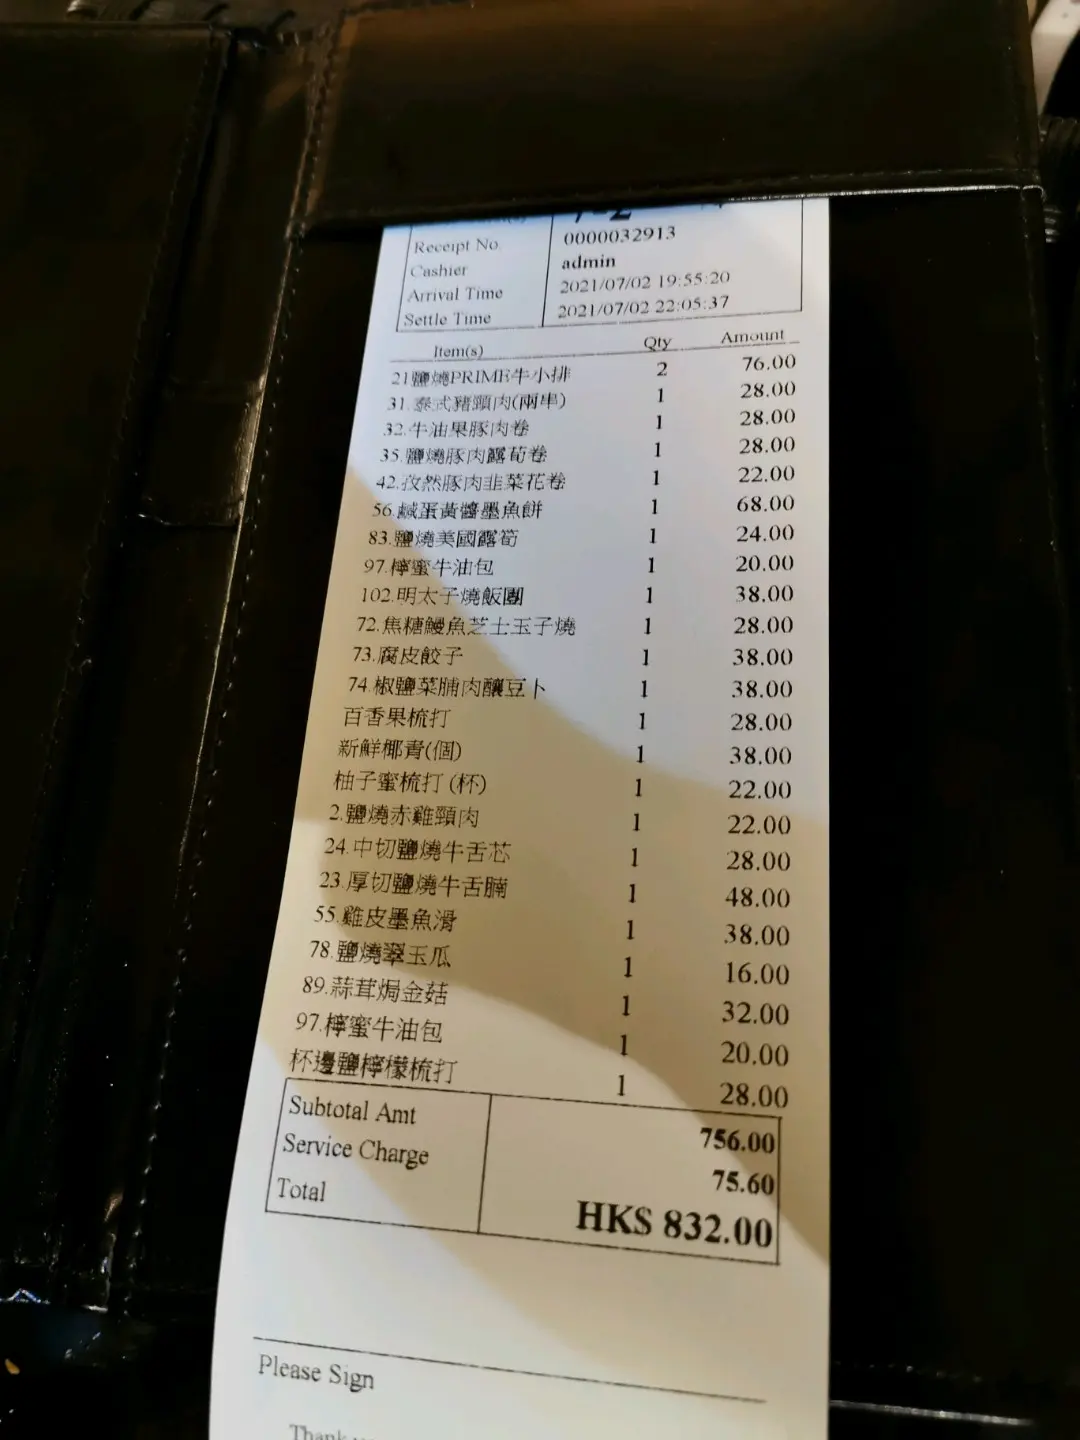 Receipt No. 0000032913
Cashier admin
Arrival Time 2021/07/02 19:55:20
Settle Time 2021/07/02 22:05:37
Item(s) Qty Amount
21鹽燒PRIME牛小排 2 76.00
31.泰式豬頸肉(兩串) 1 28.00
32.牛油果豚肉卷 1 28.00
35.鹽燒豚肉露荀卷 1 28.00
42.孜然豚肉韭菜花卷 1 22.00
56.鹹蛋黃醬墨魚餅 1 68.00
83.鹽燒美國露筍 1 24.00
97.檸蜜牛油包 1 20.00
102.明太子燒飯團 1 38.00
72.焦糖鰻魚芝士玉子燒 1 28.00
73.腐皮餃子 1 38.00
74.椒鹽菜脯肉釀豆卜 1 38.00
百香果梳打 1 28.00
新鮮椰青(個) 1 38.00
柚子蜜梳打 (杯) 1 22.00
2.鹽燒赤雞頸肉 1 22.00
24.中切鹽燒牛舌芯 1 28.00
23.厚切鹽燒牛舌腩 1 48.00
55.雞皮墨魚滑 1 38.00
78.鹽燒翠玉瓜 1 16.00
89.蒜茸焗金菇 1 32.00
97.檸蜜牛油包 1 20.00
杯邊鹽檸檬梳打 1 28.00
Subtotal Amt 756.00
Service Charge 75.60
Total HK$ 832.00
Please Sign